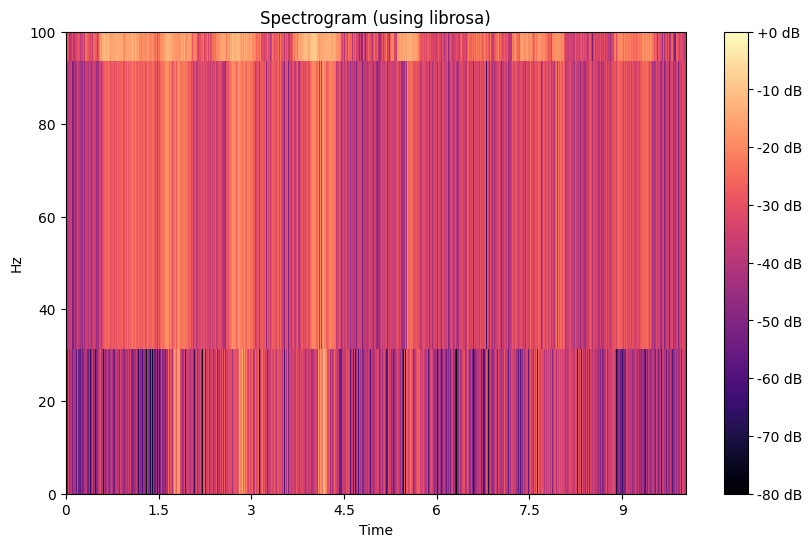 Spectrogram (using librosa)
100
80
60
40
20
0
Hz
0 1.5 3 4.5 6 7.5 9
Time
+0 dB
-10 dB
-20 dB
-30 dB
-40 dB
-50 dB
-60 dB
-70 dB
-80 dB